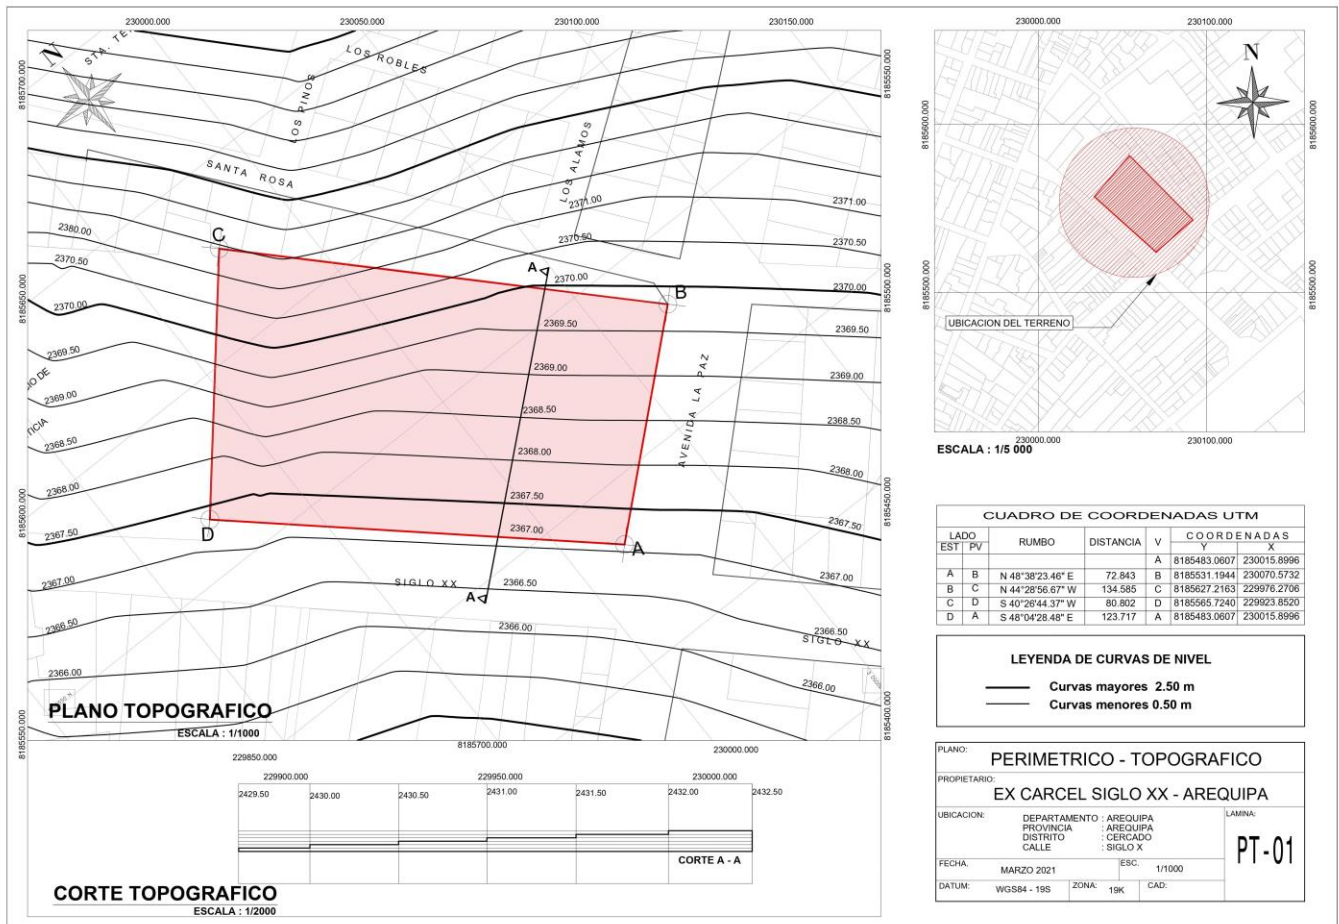 230000.000 230050.000 230100.000 230150.000
N
STA. TE
LOS ROBLES
LOS PINOS
LOS ALAMOS
SANTA ROSA
8185700.000
8185650.000
8185600.000
8185550.000
8185550.000
8185500.000
8185450.000
8185400.000
C
B
D
A
A
A
2380.00
2370.50
2370.00
2369.50
2369.00
2368.50
2368.00
2367.50
2367.00
2366.50
2366.00
2370.00
2369.50
2369.00
2368.50
2368.00
2367.50
2367.00
2366.50
2366.00
2371.00
2370.50
2371.00
2370.50
2370.00
2369.50
2369.00
2368.50
2368.00
2367.50
2367.00
2366.50
2366.00
IO DE
TICIA
AVENIDA LA PAZ
SIGLO XX
SIGLO XX
PLANO TOPOGRAFICO
ESCALA : 1/1000
229850.000 8185700.000 230000.000
229900.000 229950.000 230000.000
2429.50 2430.00 2430.50 2431.00 2431.50 2432.00 2432.50
CORTE A - A
CORTE TOPOGRAFICO
ESCALA : 1/2000
230000.000 230100.000
N
8185600.000
8185500.000
8185600.000
8185500.000
UBICACION DEL TERRENO
230000.000 230100.000
ESCALA : 1/5 000
CUADRO DE COORDENADAS UTM
LADO RUMBO DISTANCIA V COORDENADAS
EST PV Y X
A 8185483.0607 230015.8996
A B N 48°38'23.46" E 72.843 B 8185531.1944 230070.5732
B C N 44°28'56.67" W 134.585 C 8185627.2163 229976.2706
C D S 40°26'44.37" W 80.802 D 8185565.7240 229923.8520
D A S 48°04'28.48" E 123.717 A 8185483.0607 230015.8996
LEYENDA DE CURVAS DE NIVEL
Curvas mayores 2.50 m
Curvas menores 0.50 m
PLANO:
PERIMETRICO - TOPOGRAFICO
PROPIETARIO:
EX CARCEL SIGLO XX - AREQUIPA
UBICACION:
DEPARTAMENTO : AREQUIPA
PROVINCIA : AREQUIPA
DISTRITO : CERCADO
CALLE : SIGLO X
LAMINA:
PT-01
FECHA. MARZO 2021 ESC. 1/1000
DATUM: WGS84 - 19S ZONA: 19K CAD: